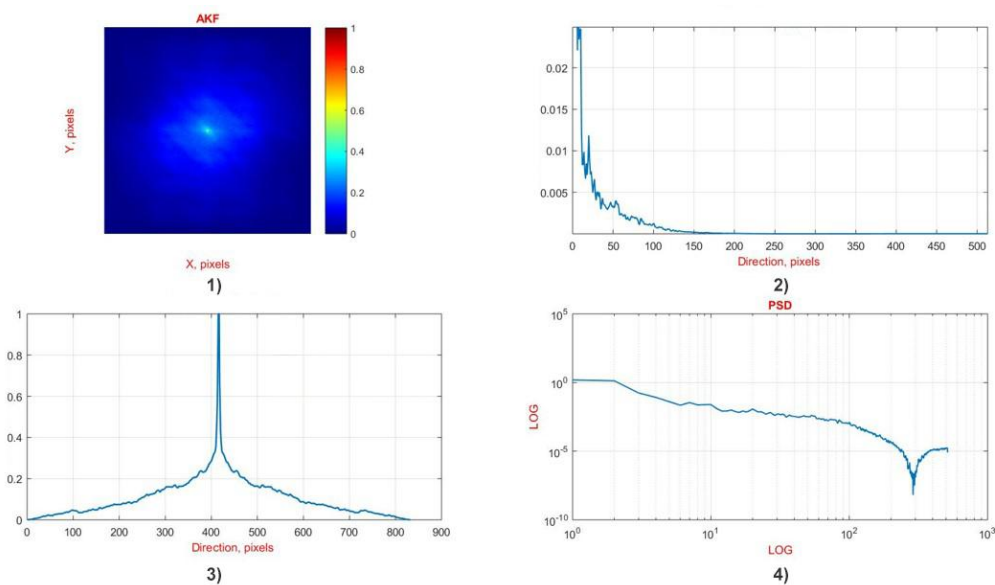 AKF
1
0.8
0.6
0.4
0.2
0
Y, pixels
X, pixels
1)
0.02
0.015
0.01
0.005
0 50 100 150 200 250 300 350 400 450 500
Direction, pixels
2)
1
0.8
0.6
0.4
0.2
0
0 100 200 300 400 500 600 700 800 900
Direction, pixels
3)
PSD
10^5
10^0
10^-5
10^-10
LOG
10^0 10^1 10^2 10^3
LOG
4)